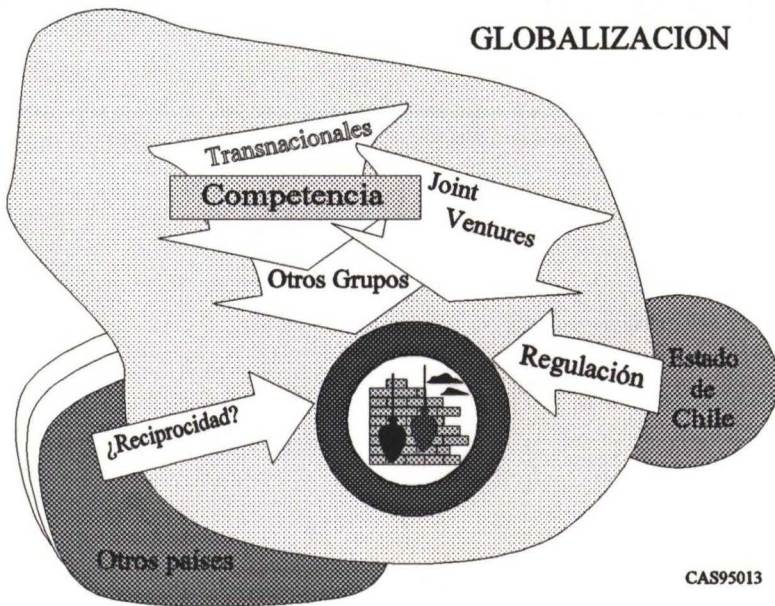 GLOBALIZACION
Transnacionales
Competencia
Joint
Ventures
Otros Grupos
Regulación
Estado
de
Chile
¿Reciprocidad?
Otros países
CAS95013